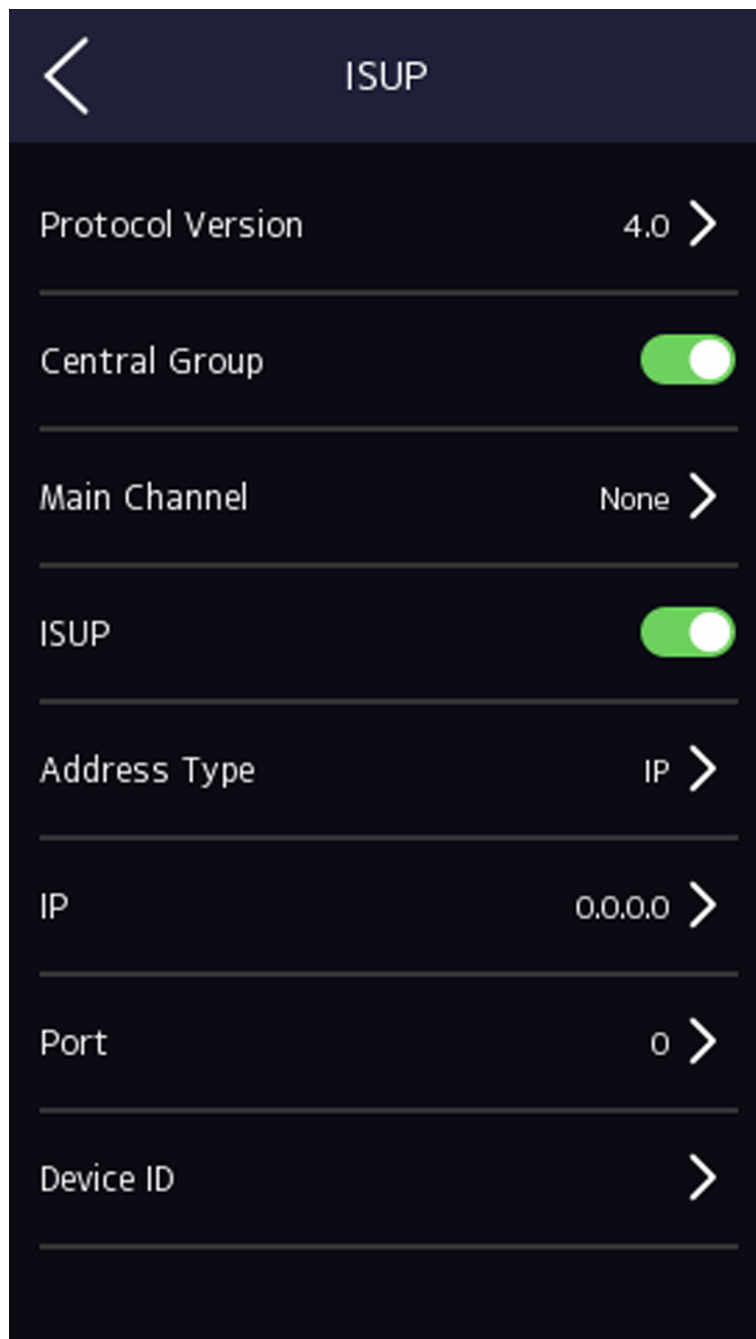 ISUP
Protocol Version 4.0
Central Group
Main Channel None
ISUP
Address Type IP
IP 0.0.0.0
Port 0
Device ID